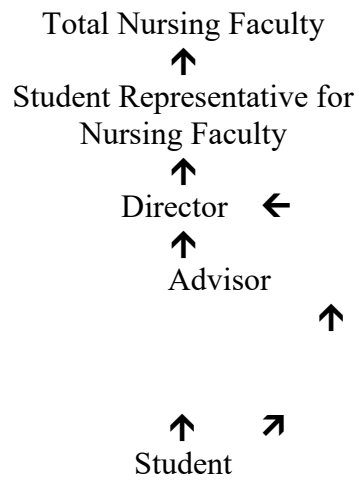 Total Nursing Faculty
↑
Student Representative for
Nursing Faculty
↑
Director ←
↑
Advisor
↑
↑ ↗
Student